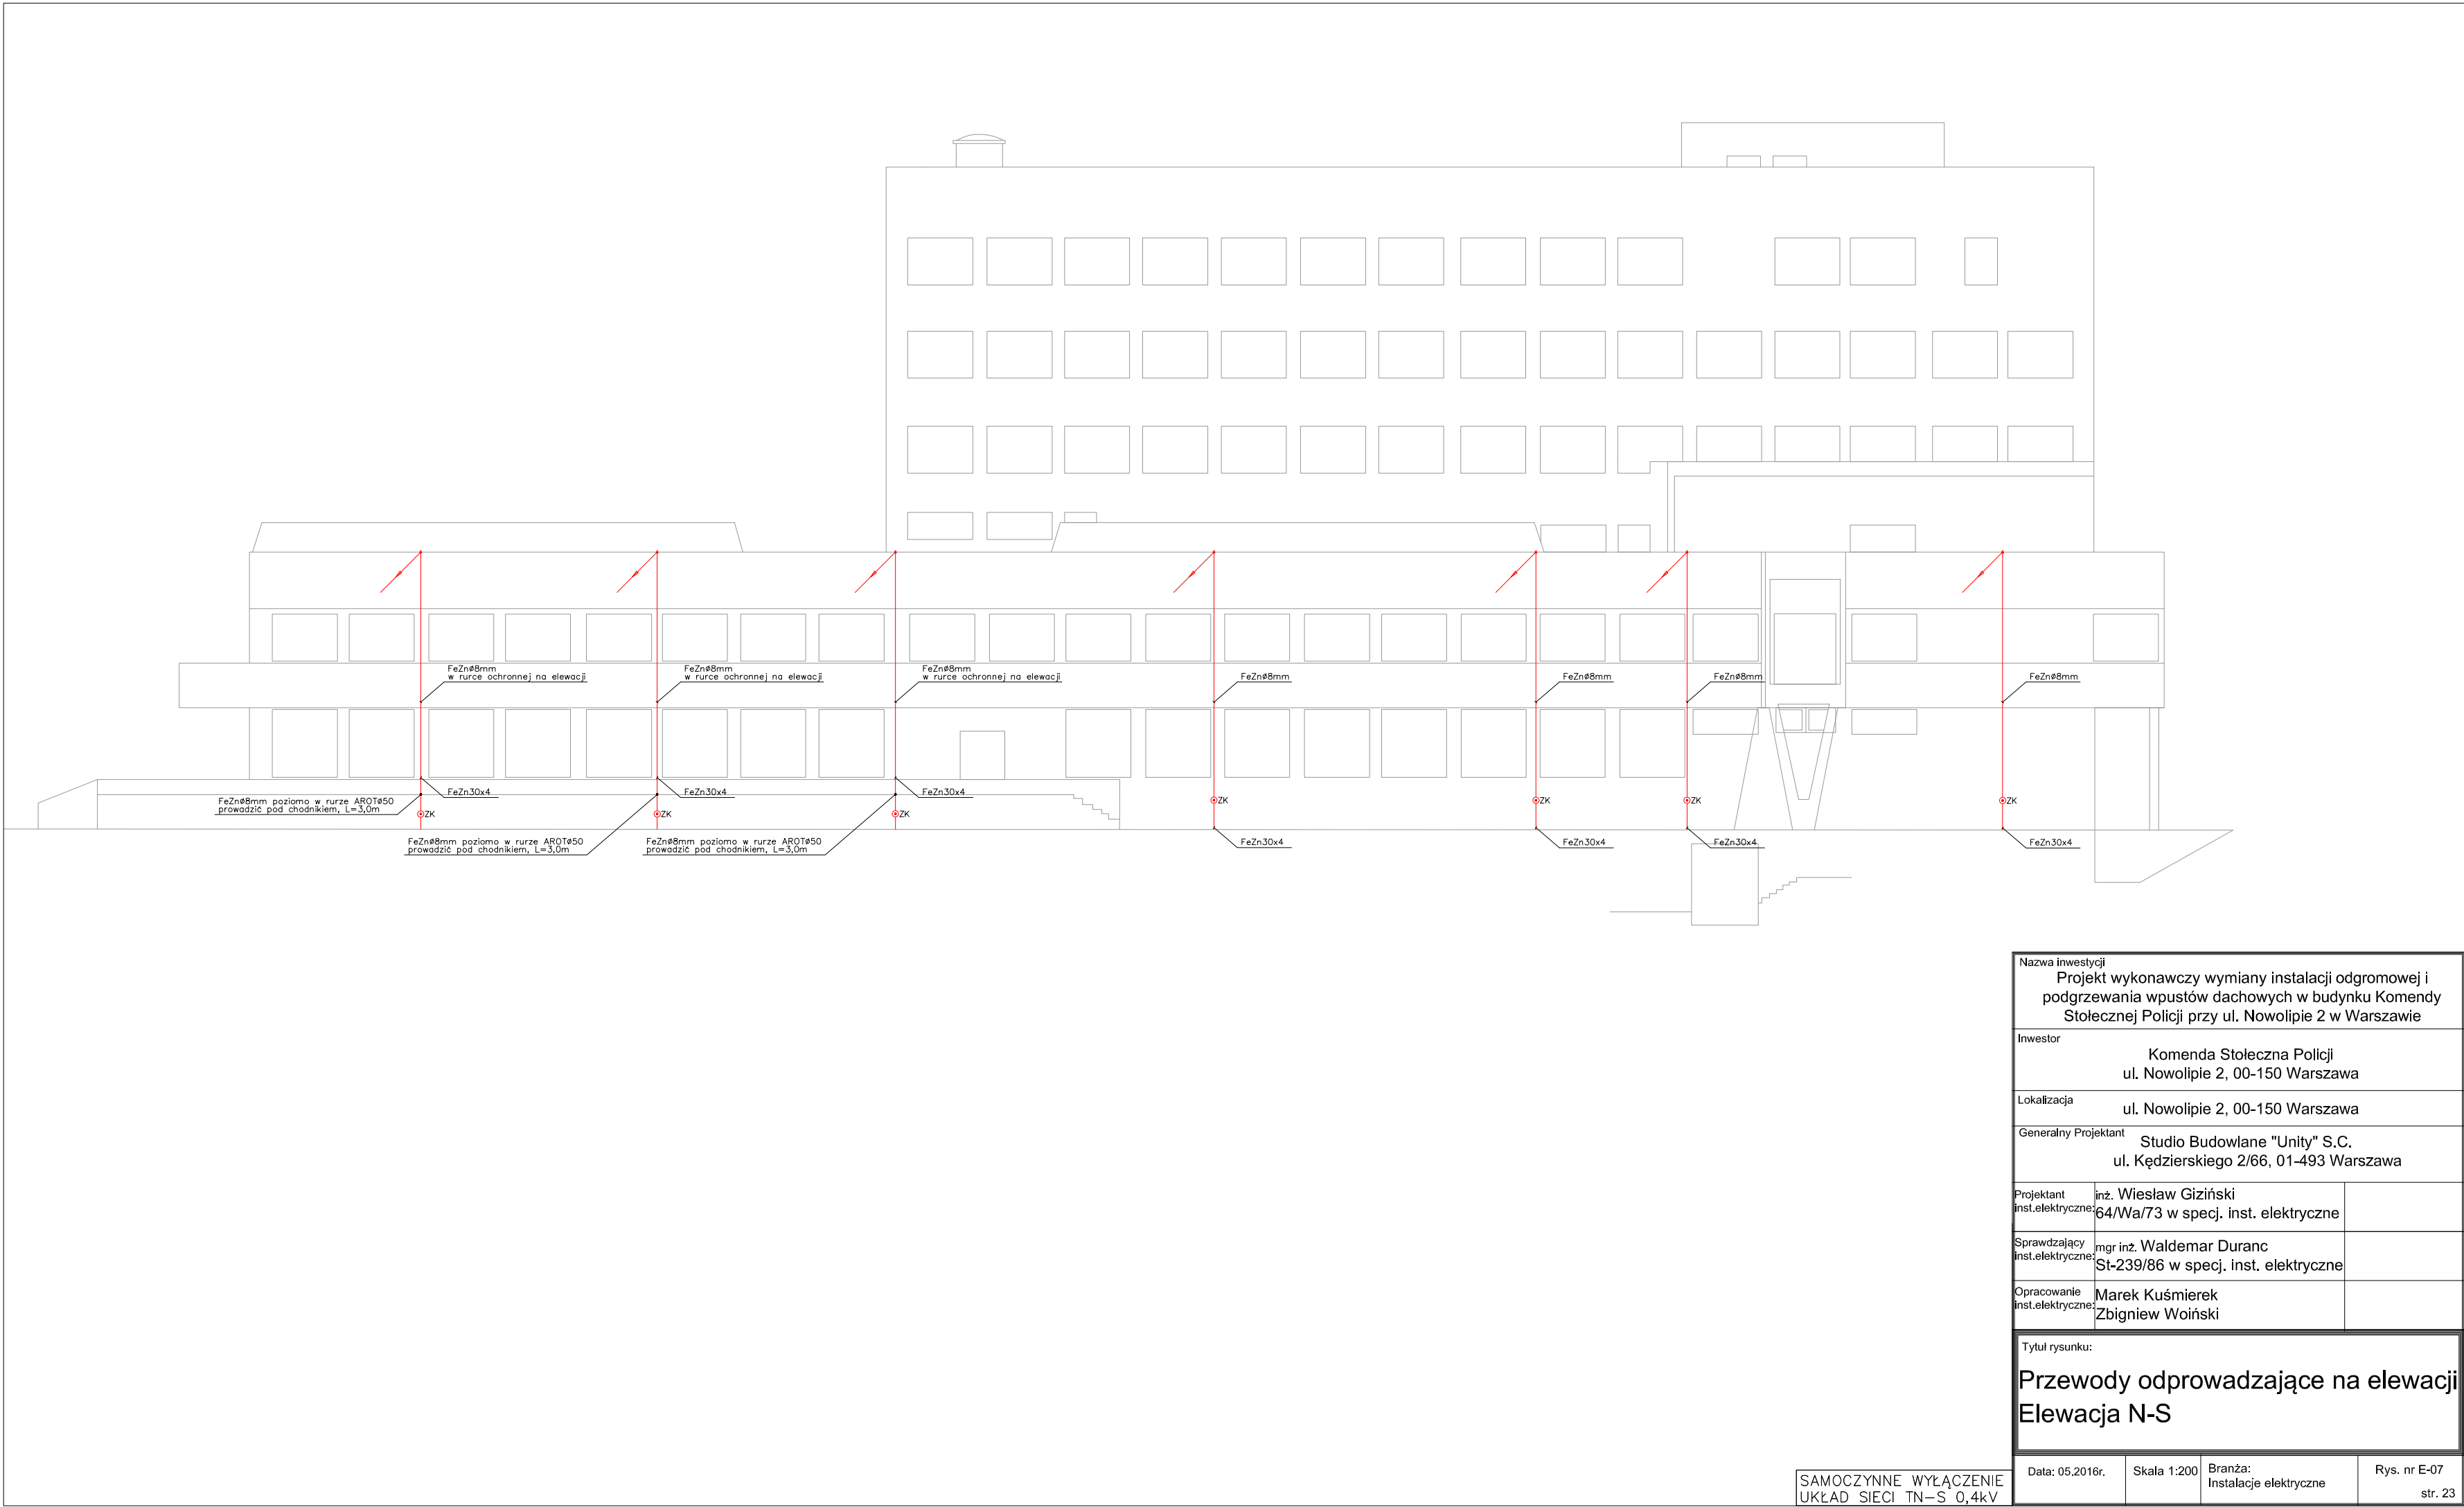 FeZnØ8mm
w rurce ochronnej na elewacji
FeZnØ8mm
w rurce ochronnej na elewacji
FeZnØ8mm
w rurce ochronnej na elewacji
FeZnØ8mm
FeZnØ8mm
FeZnØ8mm
FeZnØ8mm
FeZn30x4
FeZn30x4
FeZn30x4
FeZnØ8mm poziomo w rurze AROTØ50
prowadzić pod chodnikiem, L=3,0m
ZK
ZK
ZK
ZK
ZK
ZK
ZK
FeZnØ8mm poziomo w rurze AROTØ50
prowadzić pod chodnikiem, L=3,0m
FeZnØ8mm poziomo w rurze AROTØ50
prowadzić pod chodnikiem, L=3,0m
FeZn30x4
FeZn30x4
FeZn30x4
FeZn30x4
Nazwa inwestycji
Projekt wykonawczy wymiany instalacji odgromowej i
podgrzewania wpustów dachowych w budynku Komendy
Stołecznej Policji przy ul. Nowolipie 2 w Warszawie
Inwestor
Komenda Stołeczna Policji
ul. Nowolipie 2, 00-150 Warszawa
Lokalizacja
ul. Nowolipie 2, 00-150 Warszawa
Generalny Projektant
Studio Budowlane "Unity" S.C.
ul. Kędzierskiego 2/66, 01-493 Warszawa
Projektant
inst.elektryczne:
inż. Wiesław Giziński
64/Wa/73 w specj. inst. elektryczne
Sprawdzający
inst.elektryczne:
mgr inż. Waldemar Duranc
St-239/86 w specj. inst. elektryczne
Opracowanie
inst.elektryczne:
Marek Kuśmierek
Zbigniew Woiński
Tytuł rysunku:
Przewody odprowadzające na elewacji
Elewacja N-S
Data: 05.2016r.
Skala 1:200
Branża:
Instalacje elektryczne
Rys. nr E-07
str. 23
SAMOCZYNNE WYŁĄCZENIE
UKŁAD SIECI TN-S 0,4kV